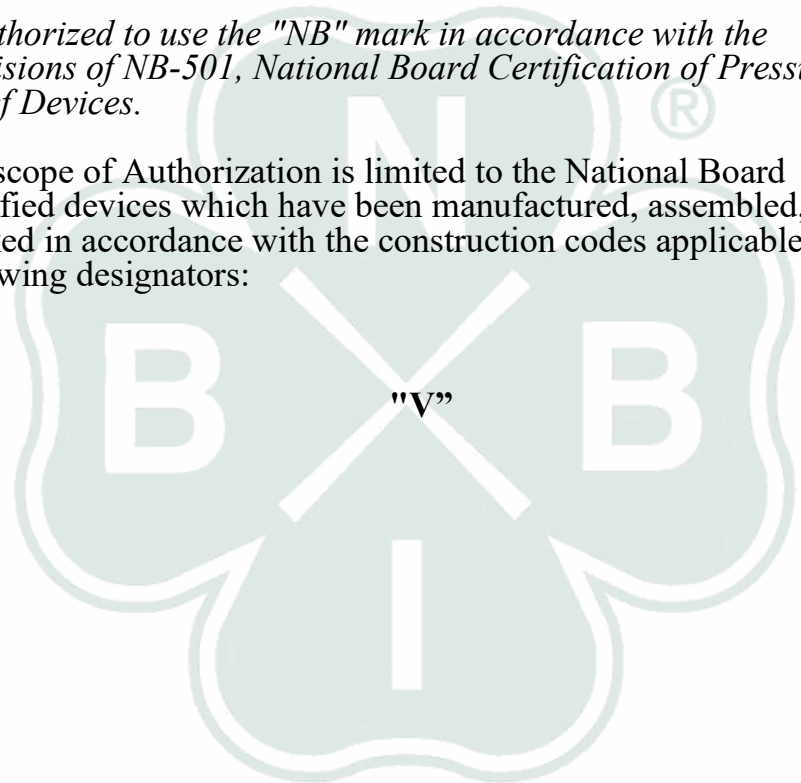 thorized to use the "NB" mark in accordance with the
isions of NB-501, National Board Certification of Press
f Devices.
®
scope of Authorization is limited to the National Board
fied devices which have been manufactured, assembled,
ked in accordance with the construction codes applicable
wing designators:
N
B
B
"V”
I